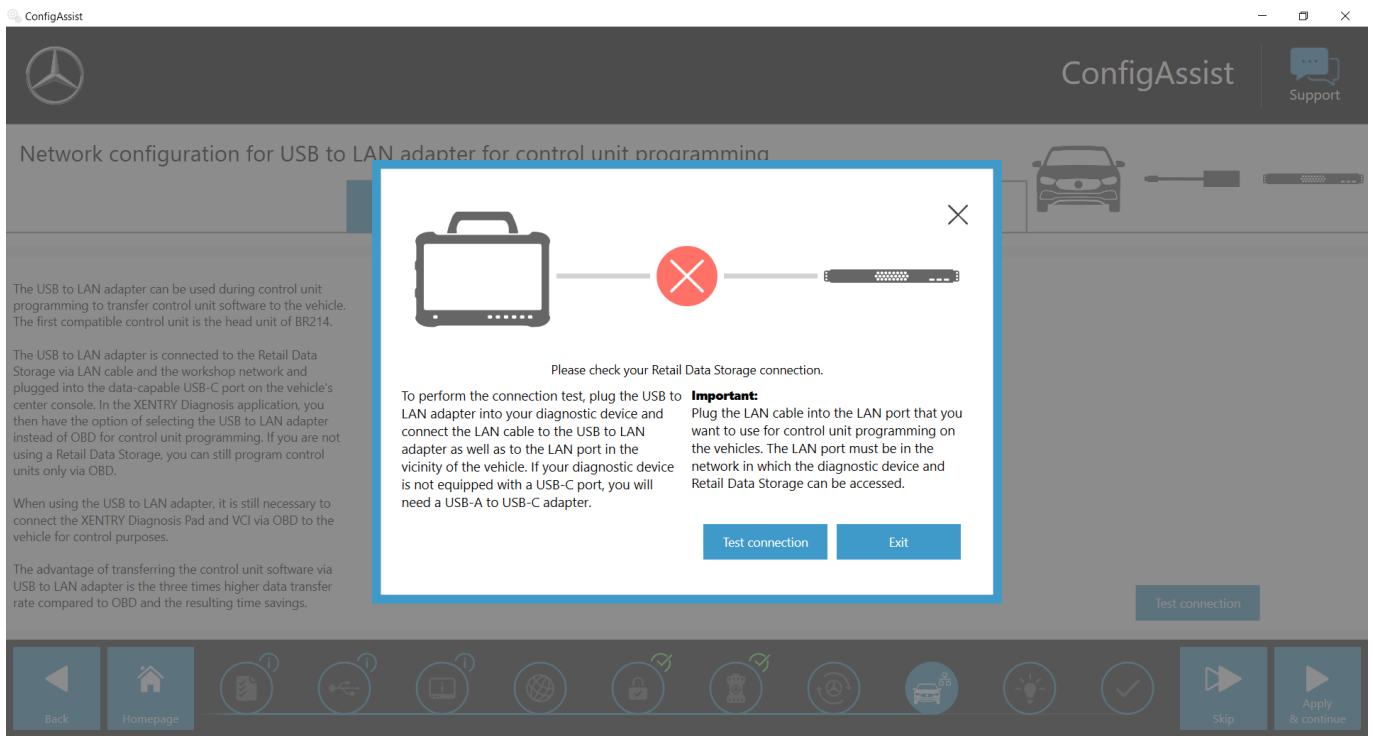 ConfigAssist
ConfigAssist
Support
Network configuration for USB to LAN adapter for control unit programming
The USB to LAN adapter can be used during control unit
programming to transfer control unit software to the vehicle.
The first compatible control unit is the head unit of BR214.
The USB to LAN adapter is connected to the Retail Data
Storage via LAN cable and the workshop network and
plugged into the data-capable USB-C port on the vehicle's
center console. In the XENTRY Diagnosis application, you
then have the option of selecting the USB to LAN adapter
instead of OBD for control unit programming. If you are not
using a Retail Data Storage, you can still program control
units only via OBD.
When using the USB to LAN adapter, it is still necessary to
connect the XENTRY Diagnosis Pad and VCI via OBD to the
vehicle for control purposes.
The advantage of transferring the control unit software via
USB to LAN adapter is the three times higher data transfer
rate compared to OBD and the resulting time savings.
Please check your Retail Data Storage connection.
To perform the connection test, plug the USB to
LAN adapter into your diagnostic device and
connect the LAN cable to the USB to LAN
adapter as well as to the LAN port in the
vicinity of the vehicle. If your diagnostic device
is not equipped with a USB-C port, you will
need a USB-A to USB-C adapter.
Important:
Plug the LAN cable into the LAN port that you
want to use for control unit programming on
the vehicles. The LAN port must be in the
network in which the diagnostic device and
Retail Data Storage can be accessed.
Test connection
Exit
Test connection
Back
Homepage
Skip
Apply
& continue